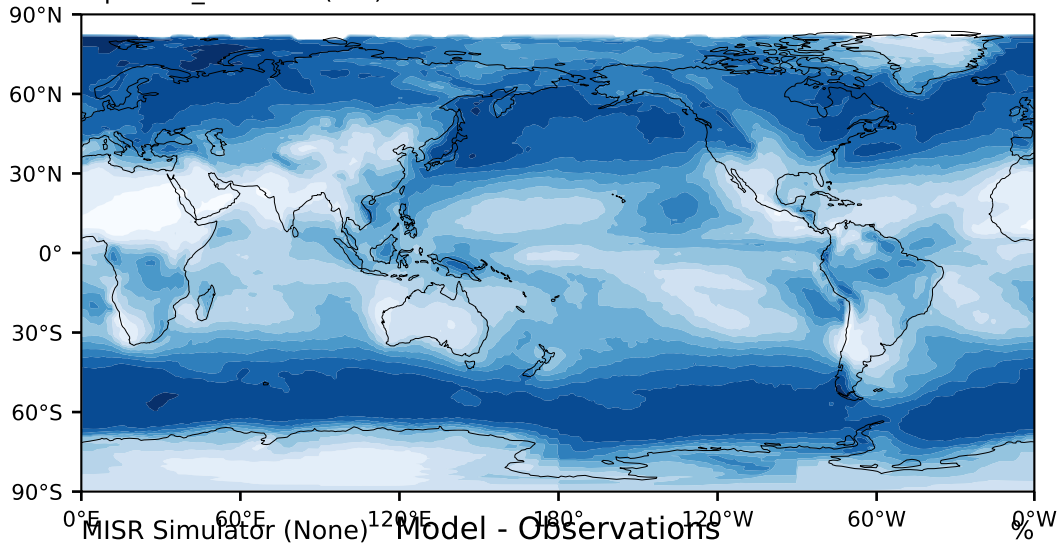 90°N
60°N
30°N
0°
30°S
60°S
90°S
0°E 60°E 120°E 180° 120°W 60°W 0°W
MISR Simulator (None) Model - Observations %